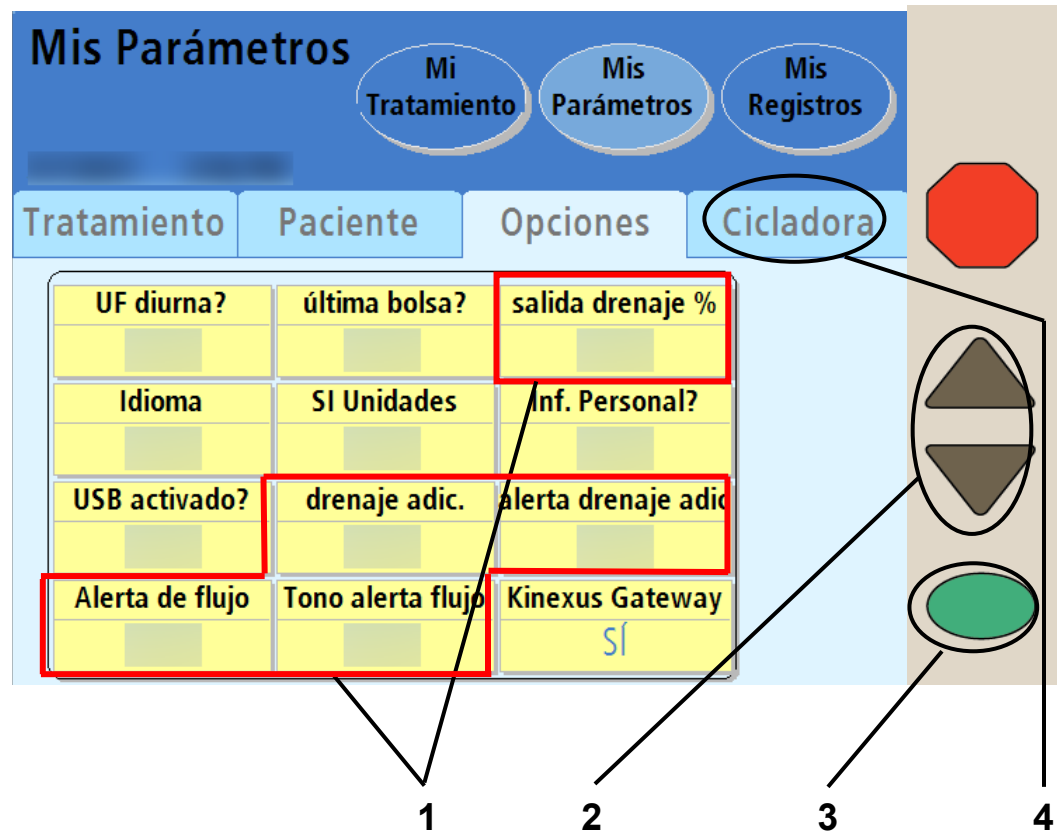 Mis Parámetros
Mi
Tratamiento
Mis
Parámetros
Mis
Registros
Tratamiento
Paciente
Opciones
Cicladora
UF diurna?
última bolsa?
salida drenaje %
Idioma
SI Unidades
Inf. Personal?
USB activado?
drenaje adic.
alerta drenaje adic
Alerta de flujo
Tono alerta flujo
Kinexus Gateway
SÍ
1
2
3
4